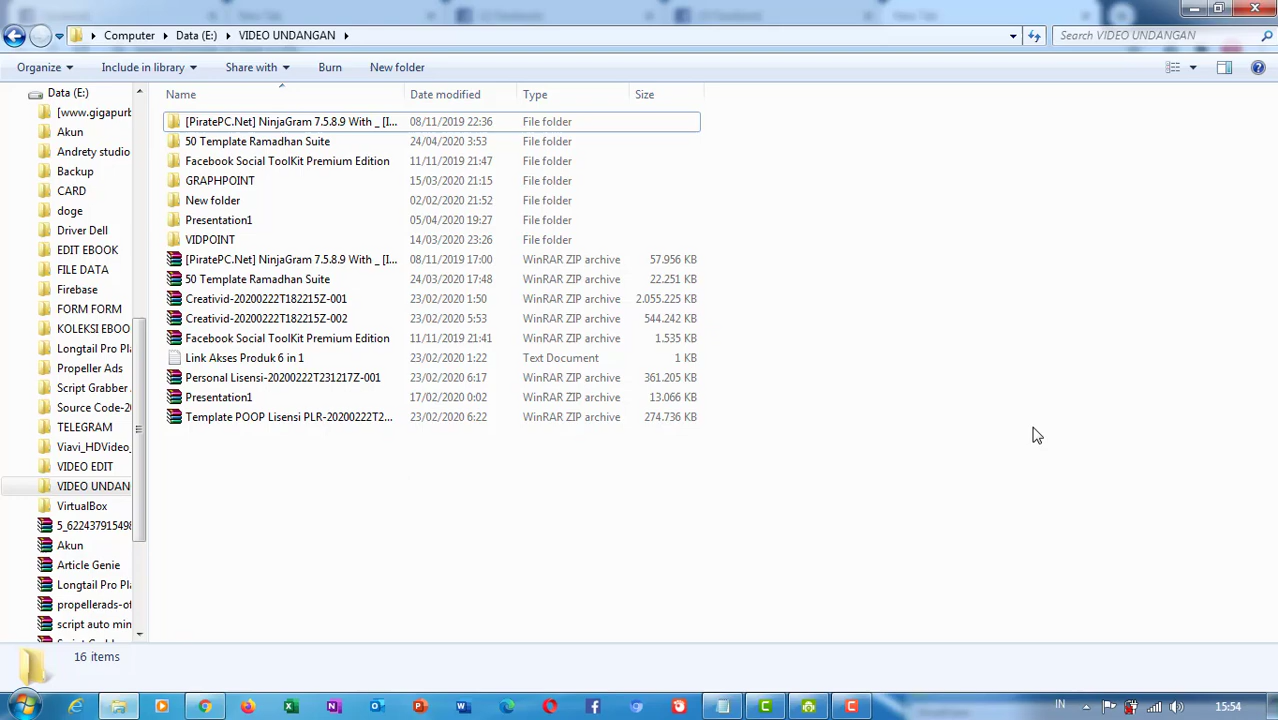 Computer Data (E:) VIDEO UNDANGAN
Search VIDEO UNDANGAN
Organize Include in library Share with Burn New folder
Data (E:)
[www.gigapurb
Akun
Andrety studio
Backup
CARD
doge
Driver Dell
EDIT EBOOK
FILE DATA
Firebase
FORM FORM
KOLEKSI EBOO
Longtail Pro Pla
Propeller Ads
Script Grabber
Source Code-20
TELEGRAM
Viavi_HDVideo_
VIDEO EDIT
VIDEO UNDAN
VirtualBox
5_622437915498
Akun
Article Genie
Longtail Pro Pla
propellerads-of
script auto min
Name Date modified Type Size
[PiratePC.Net] NinjaGram 7.5.8.9 With _ [I... 08/11/2019 22:36 File folder
50 Template Ramadhan Suite 24/04/2020 3:53 File folder
Facebook Social ToolKit Premium Edition 11/11/2019 21:47 File folder
GRAPHPOINT 15/03/2020 21:15 File folder
New folder 02/02/2020 21:52 File folder
Presentation1 05/04/2020 19:27 File folder
VIDPOINT 14/03/2020 23:26 File folder
[PiratePC.Net] NinjaGram 7.5.8.9 With _ [I... 08/11/2019 17:00 WinRAR ZIP archive 57.956 KB
50 Template Ramadhan Suite 24/03/2020 17:48 WinRAR ZIP archive 22.251 KB
Creativid-20200222T182215Z-001 23/02/2020 1:50 WinRAR ZIP archive 2.055.225 KB
Creativid-20200222T182215Z-002 23/02/2020 5:53 WinRAR ZIP archive 544.242 KB
Facebook Social ToolKit Premium Edition 11/11/2019 21:41 WinRAR ZIP archive 1.535 KB
Link Akses Produk 6 in 1 23/02/2020 1:22 Text Document 1 KB
Personal Lisensi-20200222T231217Z-001 23/02/2020 6:17 WinRAR ZIP archive 361.205 KB
Presentation1 17/02/2020 0:02 WinRAR ZIP archive 13.066 KB
Template POOP Lisensi PLR-20200222T2... 23/02/2020 6:22 WinRAR ZIP archive 274.736 KB
16 items
IN 15:54